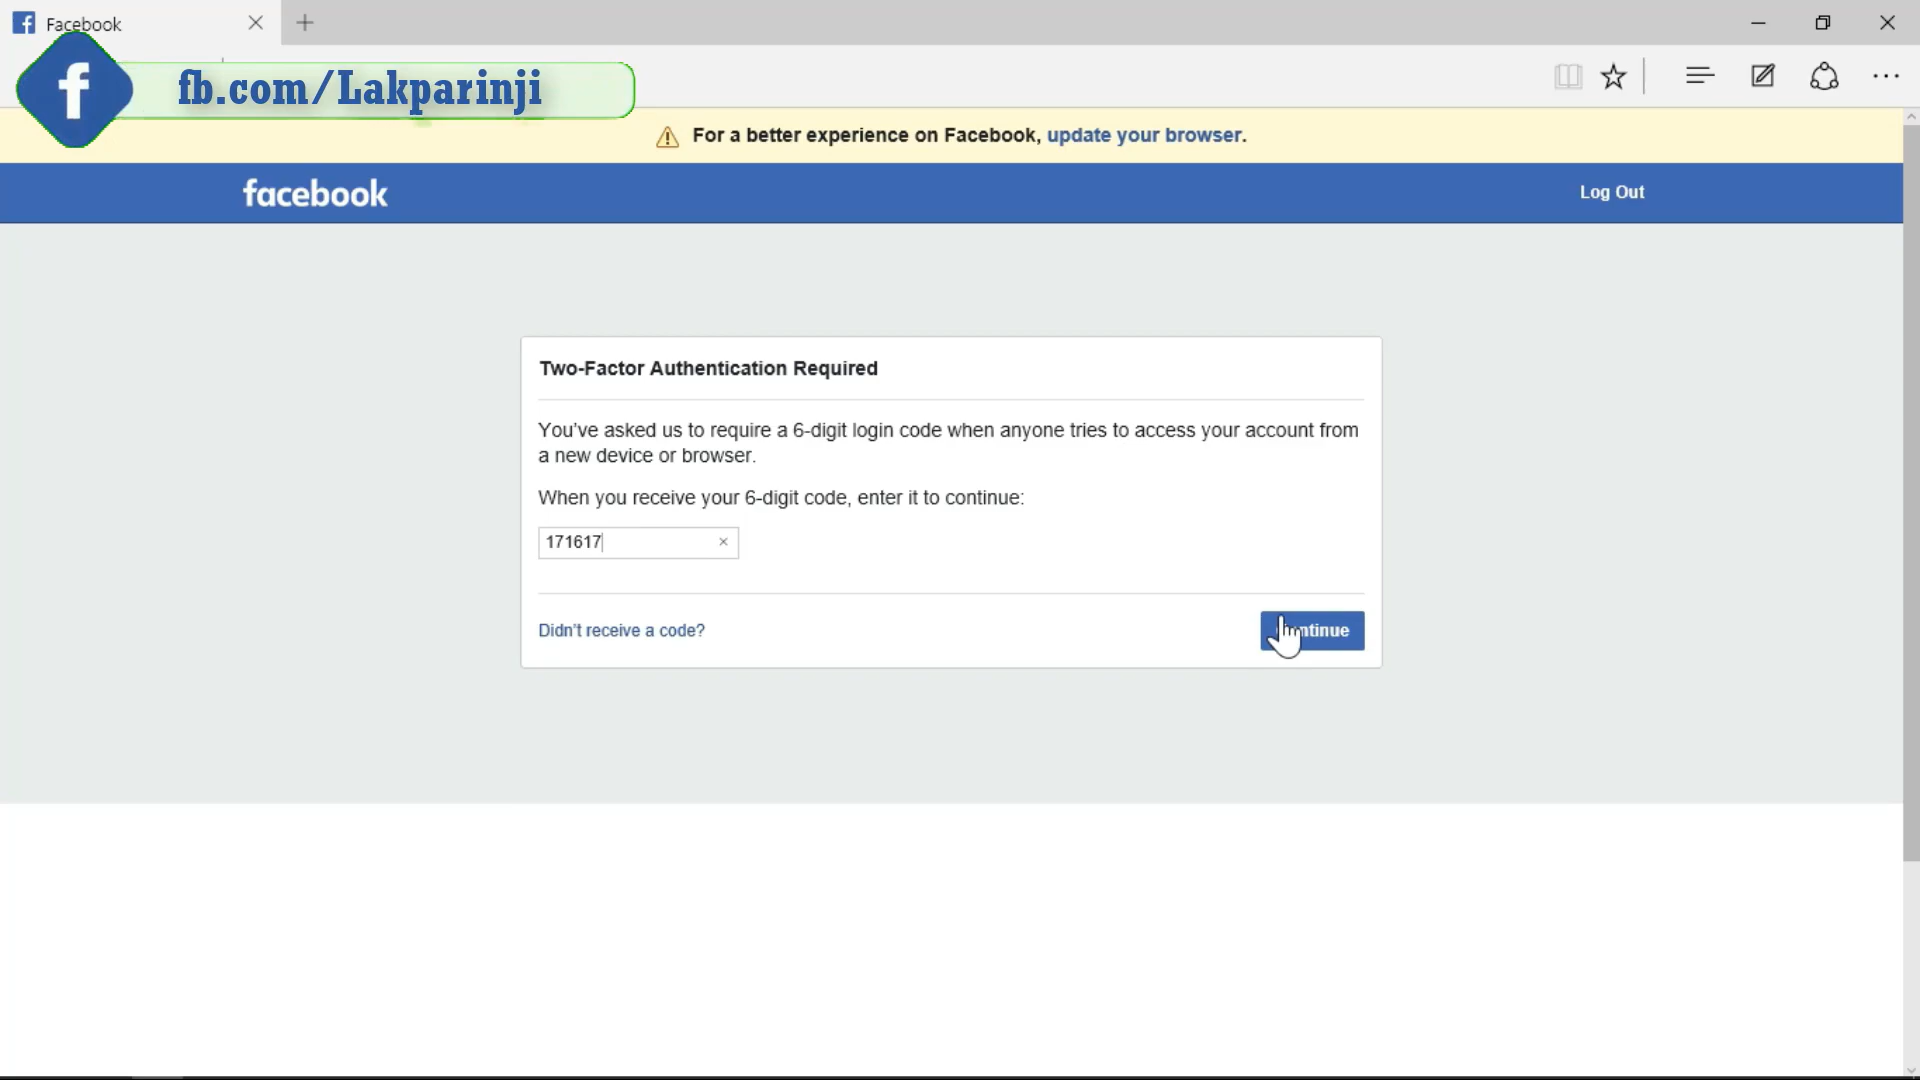 Facebook
fb.com/Lakparinji
For a better experience on Facebook, update your browser.
facebook
Log Out
Two-Factor Authentication Required
You've asked us to require a 6-digit login code when anyone tries to access your account from
a new device or browser.
When you receive your 6-digit code, enter it to continue:
171617
Didn't receive a code?
ntinue